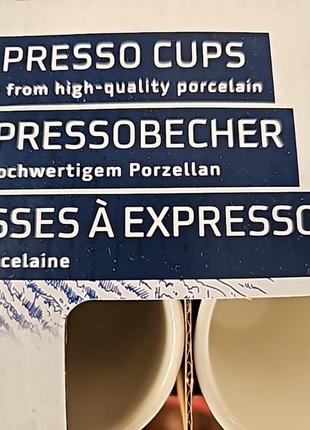 PRESSO CUPS
from high-quality porcelain
PRESSOBECHER
ochwertigem Porzellan
SSES À EXPRESSO
celaine